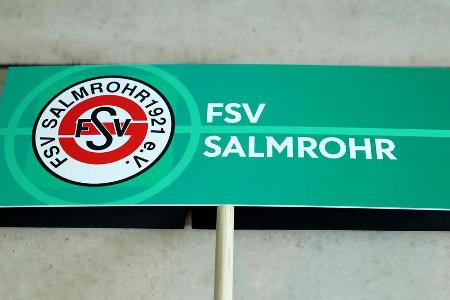 FSV SALMROHR 1921 e.V.
FSV
FSV
SALMROHR